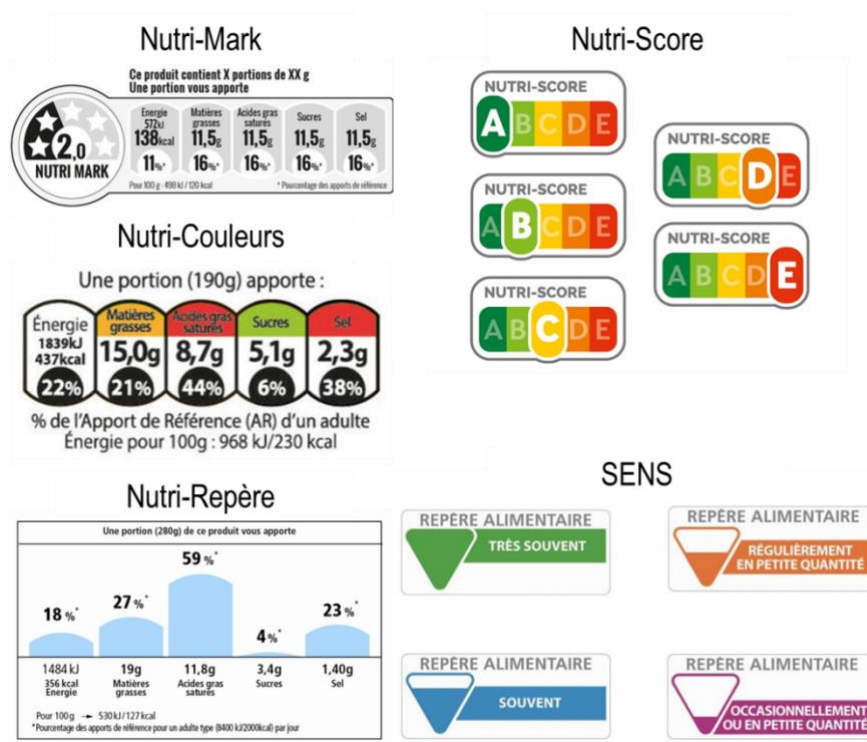 Nutri-Mark
Ce produit contient X portions de XX g
Une portion vous apporte
Energie
572kJ
138kcal
11%*
Matières
grasses
11,5g
16%*
Acides gras
saturés
11,5g
16%*
Sucres
11,5g
16%*
Sel
11,5g
16%*
2,0
NUTRI MARK
Pour 100 g : 490 kJ / 120 kcal
* Pourcentage des apports de référence
Nutri-Score
NUTRI-SCORE
A B C D E
NUTRI-SCORE
A B C D E
NUTRI-SCORE
A B C D E
NUTRI-SCORE
A B C D E
NUTRI-SCORE
A B C D E
Nutri-Couleurs
Une portion (190g) apporte :
Énergie
1839kJ
437kcal
22%
Matières
grasses
15,0g
21%
Acides gras
saturés
8,7g
44%
Sucres
5,1g
6%
Sel
2,3g
38%
% de l'Apport de Référence (AR) d'un adulte
Énergie pour 100g : 968 kJ/230 kcal
Nutri-Repère
Une portion (280g) de ce produit vous apporte
18 %*
27 %*
59 %*
4 %*
23 %*
1484 kJ
356 kcal
Energie
19g
Matières
grasses
11,8g
Acides gras
saturés
3,4g
Sucres
1,40g
Sel
Pour 100 g → 530 kJ / 127 kcal
*Pourcentage des apports de référence pour un adulte type (8400 kJ/2000kcal) par jour
SENS
REPÈRE ALIMENTAIRE
TRÈS SOUVENT
REPÈRE ALIMENTAIRE
RÉGULIÈREMENT
EN PETITE QUANTITÉ
REPÈRE ALIMENTAIRE
SOUVENT
REPÈRE ALIMENTAIRE
OCCASIONNELLEMENT
OU EN PETITE QUANTITÉ